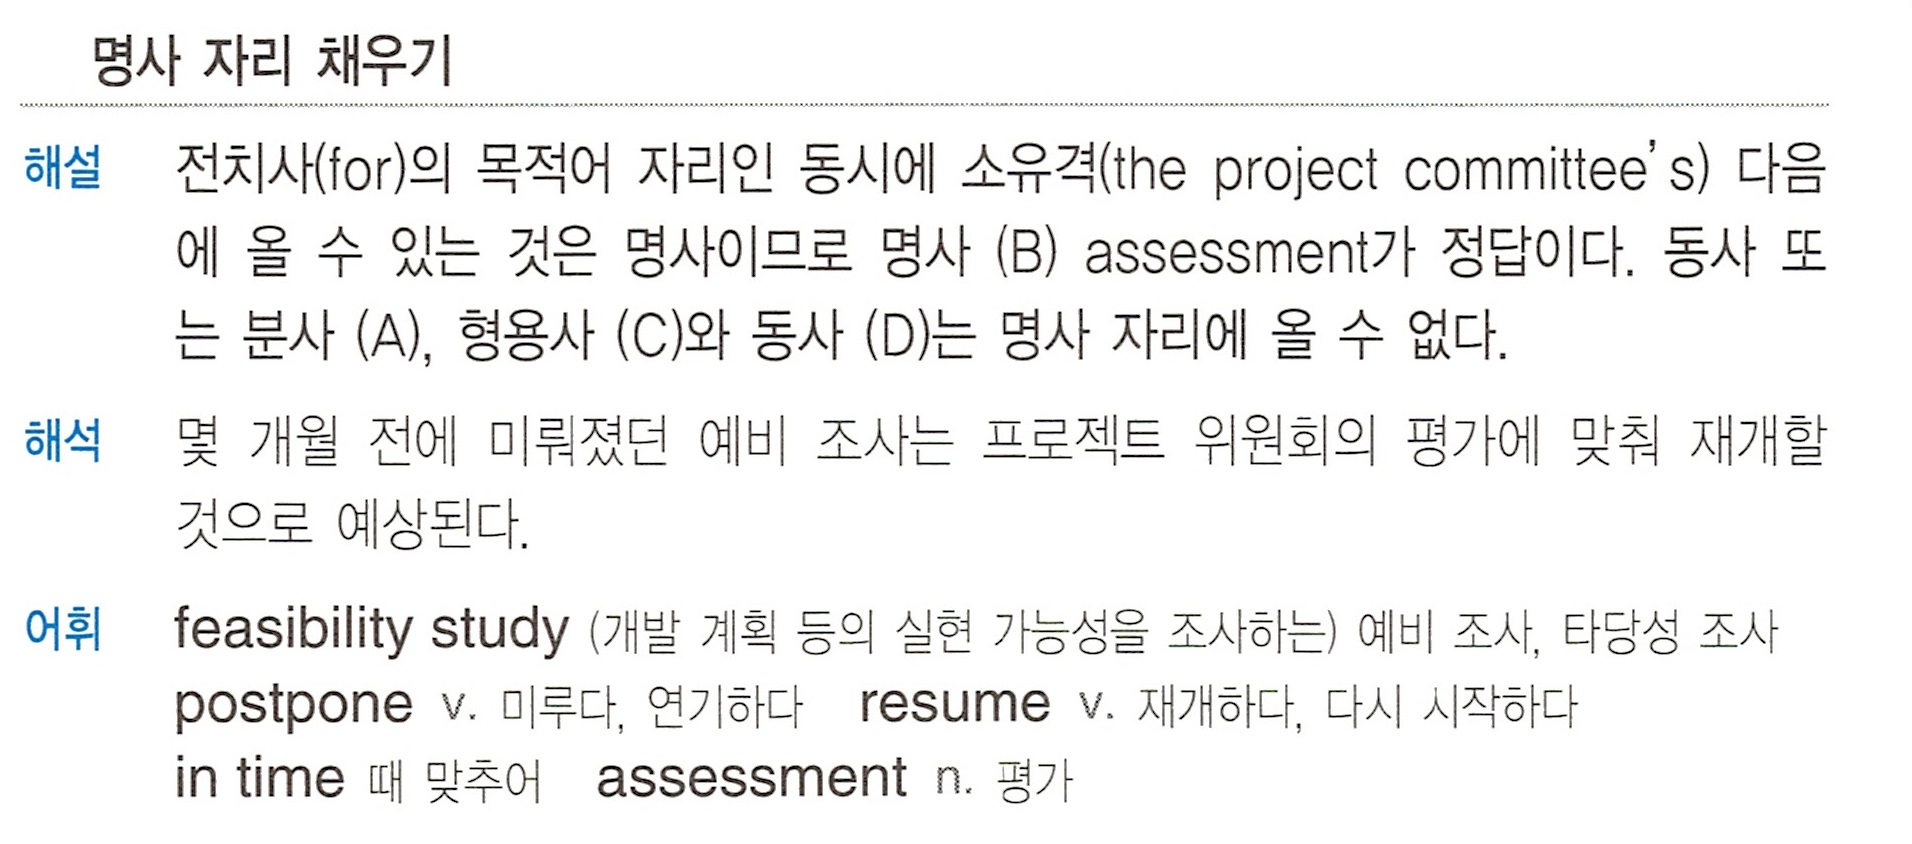 명사 자리 채우기
해설 전치사(for)의 목적어 자리인 동시에 소유격(the project committee's) 다음
에 올 수 있는 것은 명사이므로 명사 (B) assessment가 정답이다. 동사 또
는 분사 (A), 형용사 (C)와 동사 (D)는 명사 자리에 올 수 없다.
해석 몇 개월 전에 미뤄졌던 예비 조사는 프로젝트 위원회의 평가에 맞춰 재개할
것으로 예상된다.
어휘 feasibility study (개발 계획 등의 실현 가능성을 조사하는) 예비 조사, 타당성 조사
postpone v. 미루다, 연기하다 resume v. 재개하다, 다시 시작하다
in time 때 맞추어 assessment n. 평가